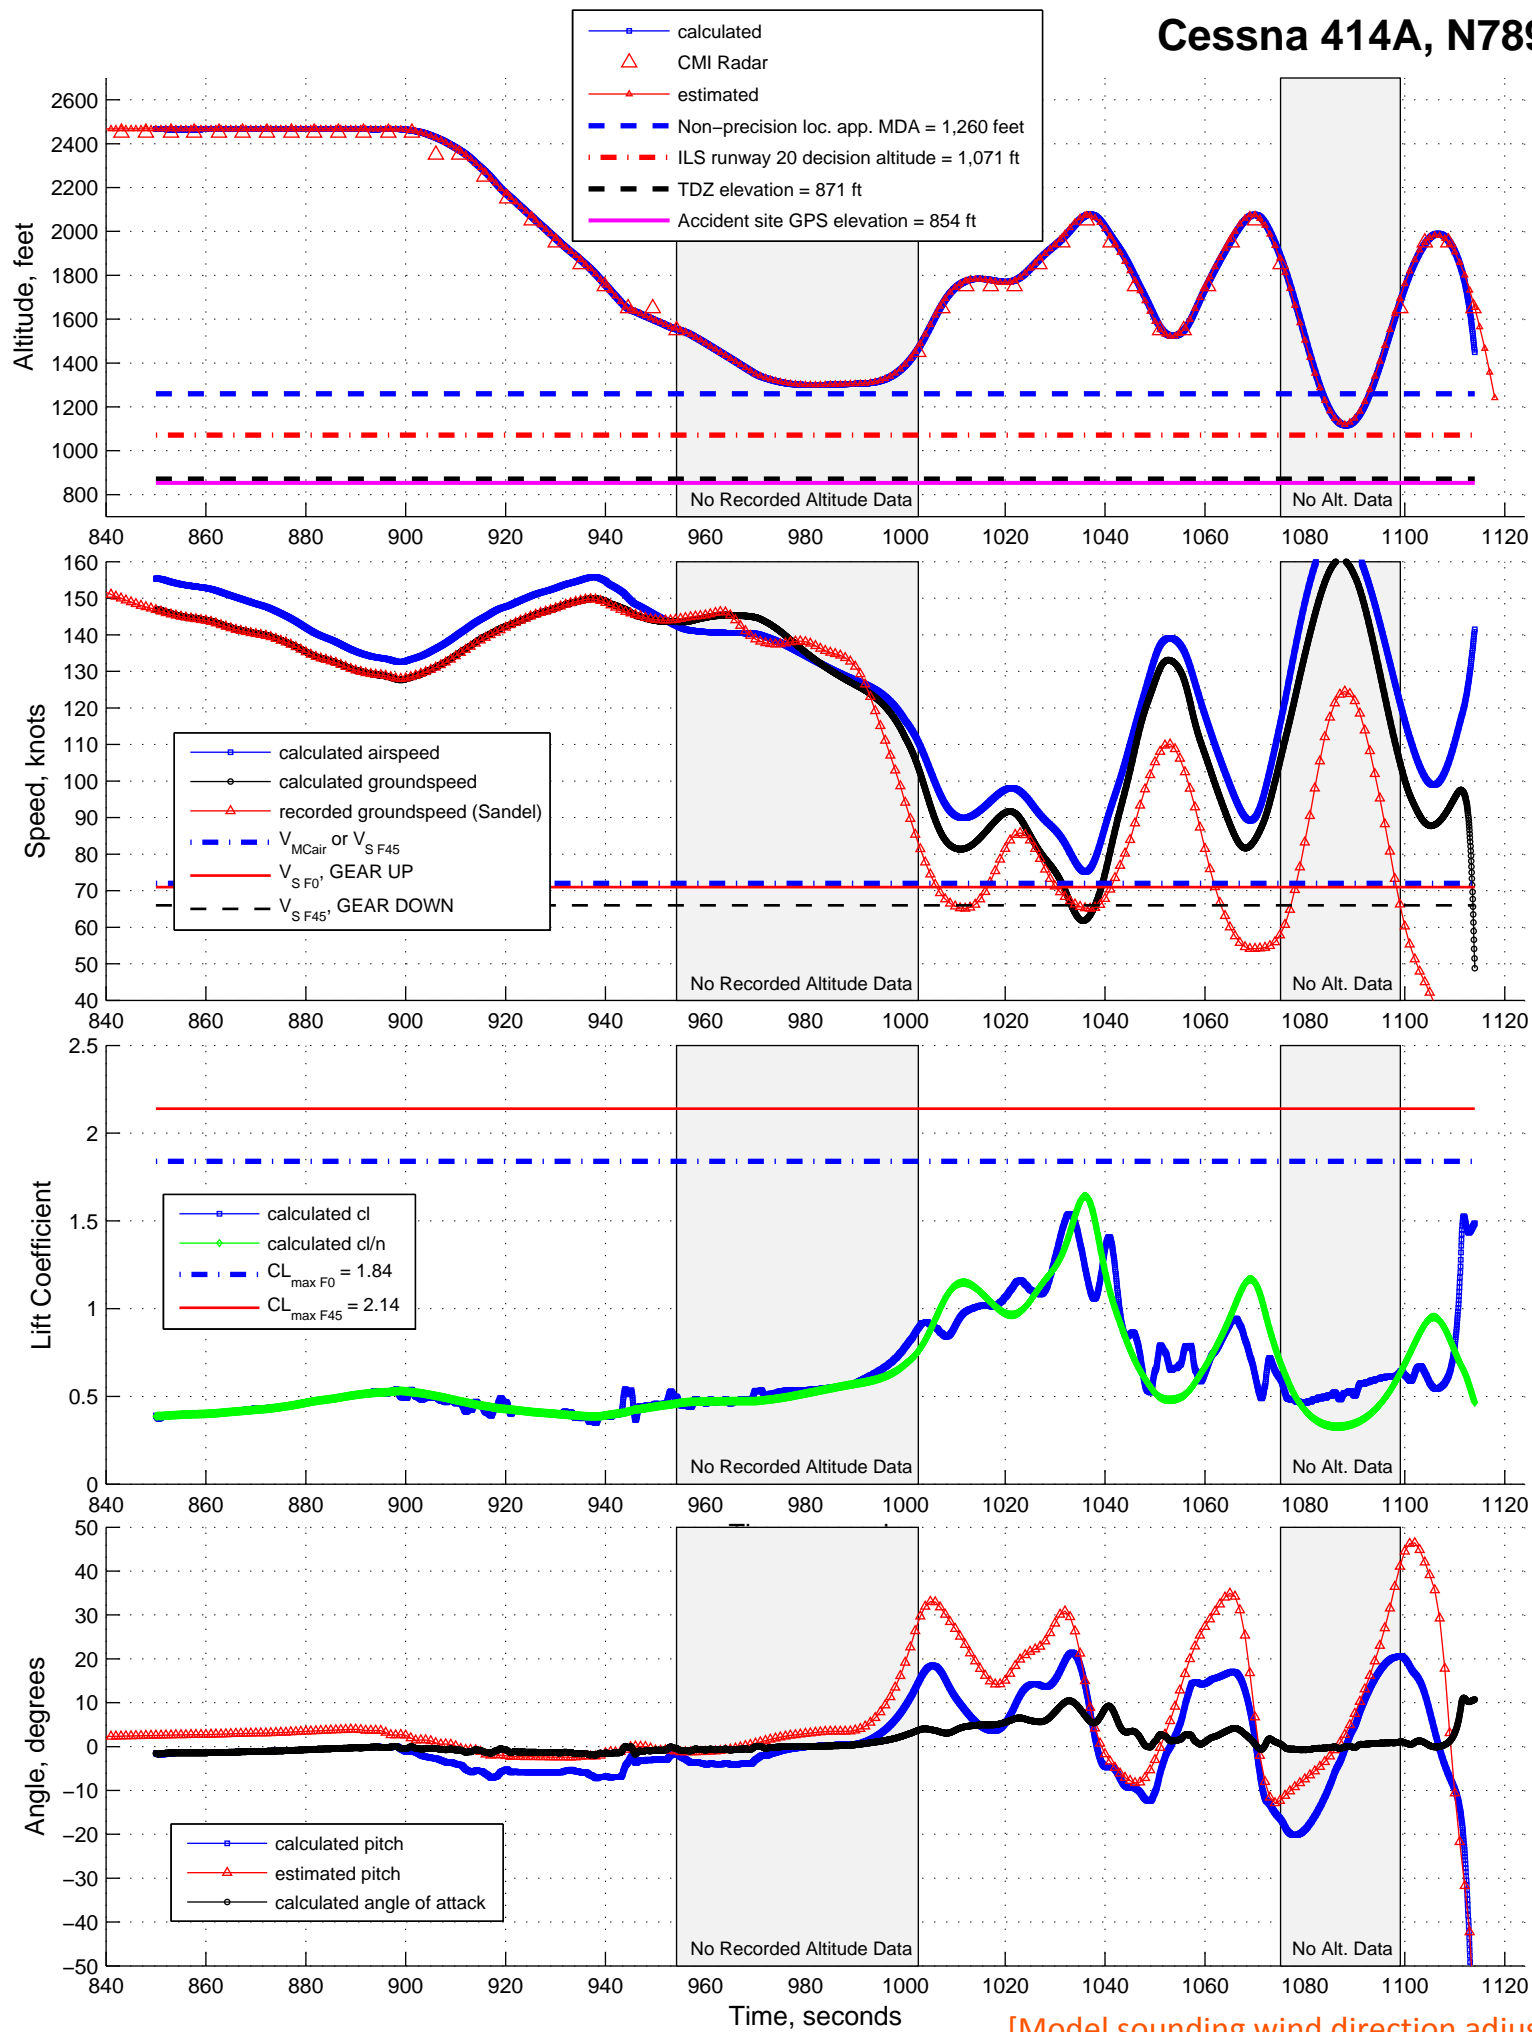 Cessna 414A, N789
calculated
CMI Radar
estimated
Non−precision loc. app. MDA = 1,260 feet
ILS runway 20 decision altitude = 1,071 ft
TDZ elevation = 871 ft
Accident site GPS elevation = 854 ft
Altitude, feet
2600
2400
2200
2000
1800
1600
1400
1200
1000
800
No Recorded Altitude Data
No Alt. Data
840 860 880 900 920 940 960 980 1000 1020 1040 1060 1080 1100 1120
Speed, knots
160
150
140
130
120
110
100
90
80
70
60
50
40
calculated airspeed
calculated groundspeed
recorded groundspeed (Sandel)
VMCair or VS F45
VS F0, GEAR UP
VS F45, GEAR DOWN
No Recorded Altitude Data
No Alt. Data
840 860 880 900 920 940 960 980 1000 1020 1040 1060 1080 1100 1120
Lift Coefficient
2.5
2
1.5
1
0.5
0
calculated cl
calculated cl/n
CLmax F0 = 1.84
CLmax F45 = 2.14
No Recorded Altitude Data
No Alt. Data
840 860 880 900 920 940 960 980 1000 1020 1040 1060 1080 1100 1120
Angle, degrees
50
40
30
20
10
0
−10
−20
−30
−40
−50
calculated pitch
estimated pitch
calculated angle of attack
No Recorded Altitude Data
No Alt. Data
840 860 880 900 920 940 960 980 1000 1020 1040 1060 1080 1100 1120
Time, seconds
[Model sounding wind direction adjus